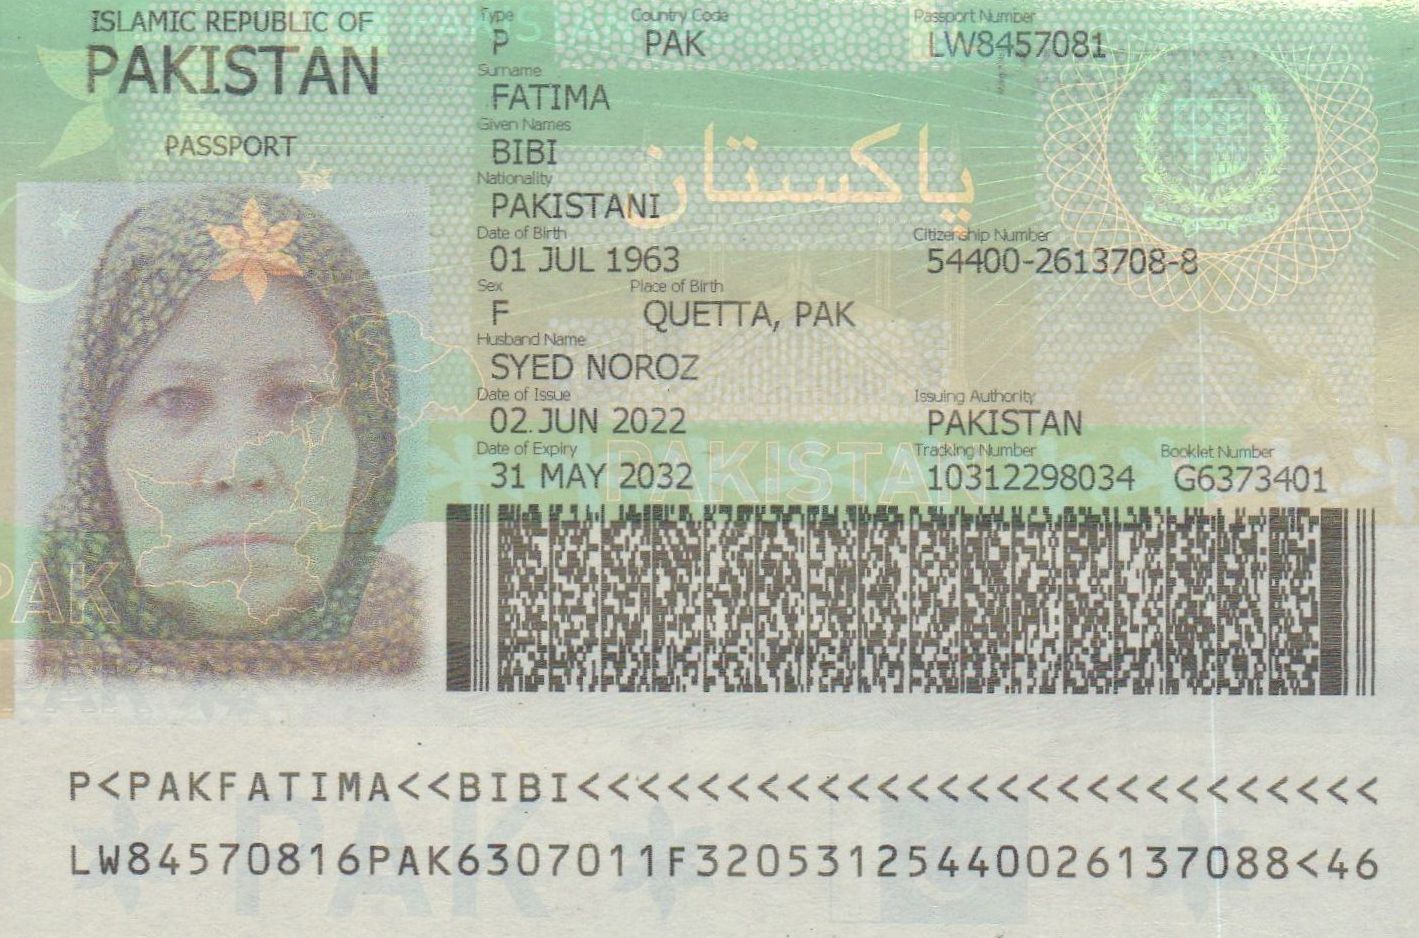 ISLAMIC REPUBLIC OF
PAKISTAN
PASSPORT
Type Country Code Passport Number
P PAK LW8457081
Surname
FATIMA
Given Names
BIBI
Nationality
PAKISTANI
پاکستان
Date of Birth Citizenship Number
01 JUL 1963 54400-2613708-8
Sex Place of Birth
F QUETTA, PAK
Husband Name
SYED NOROZ
Date of Issue Issuing Authority
02 JUN 2022 PAKISTAN
Date of Expiry Tracking Number Booklet Number
31 MAY 2032 10312298034 G6373401
PAKISTAN
PAK
P<PAKFATIMA<<BIBI<<<<<<<<<<<<<<<<<<<<<<<<<<<
LW84570816PAK6307011F32053125440026137088<46
PAK